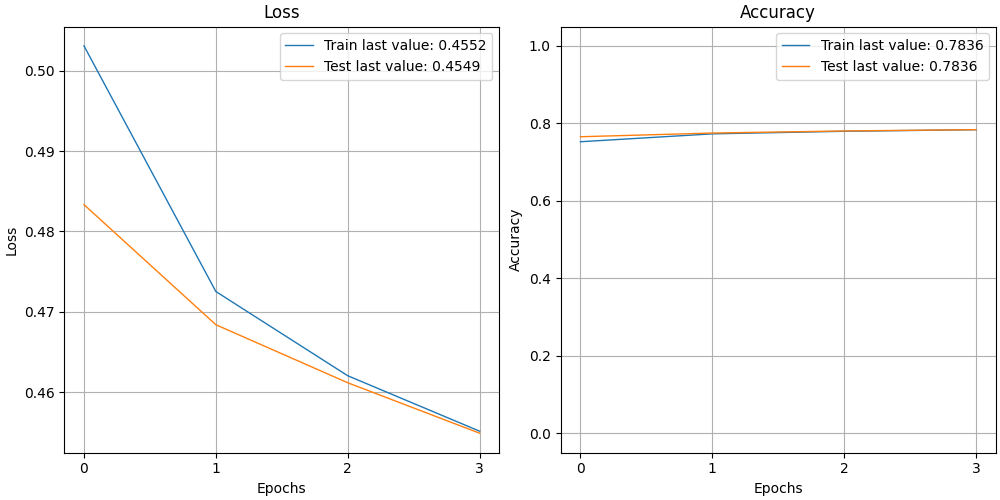 Loss
Train last value: 0.4552
Test last value: 0.4549
0.50
0.49
0.48
0.47
0.46
Loss
0
1
2
3
Epochs
Accuracy
Train last value: 0.7836
Test last value: 0.7836
1.0
0.8
0.6
0.4
0.2
0.0
Accuracy
0
1
2
3
Epochs